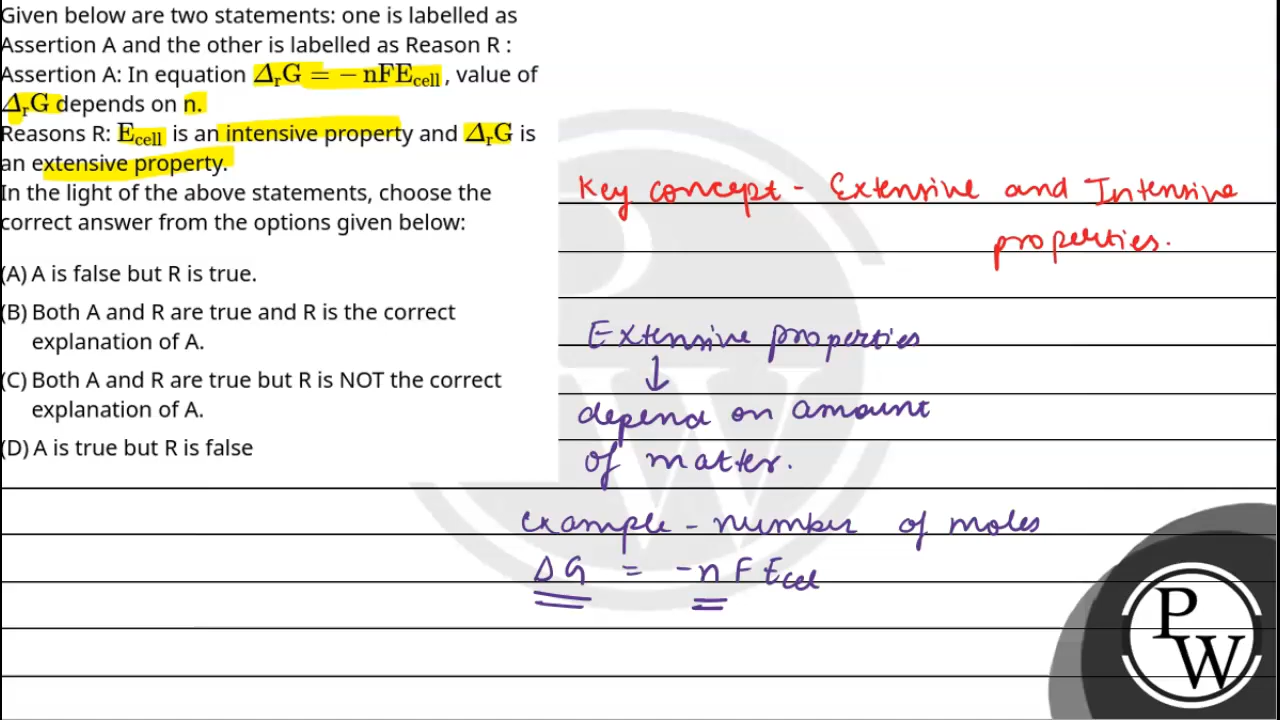 Given below are two statements: one is labelled as
Assertion A and the other is labelled as Reason R :
Assertion A: In equation ΔᵣG = − nFE_cell, value of
ΔᵣG depends on n.
Reasons R: E_cell is an intensive property and ΔᵣG is
an extensive property.
In the light of the above statements, choose the
correct answer from the options given below:
(A) A is false but R is true.
(B) Both A and R are true and R is the correct
explanation of A.
(C) Both A and R are true but R is NOT the correct
explanation of A.
(D) A is true but R is false
Key concept - Extensive and Intensive
properties.
Extensive properties
↓
depend on amount
of matter.
example - number of moles
ΔG = -nFEcell
PW